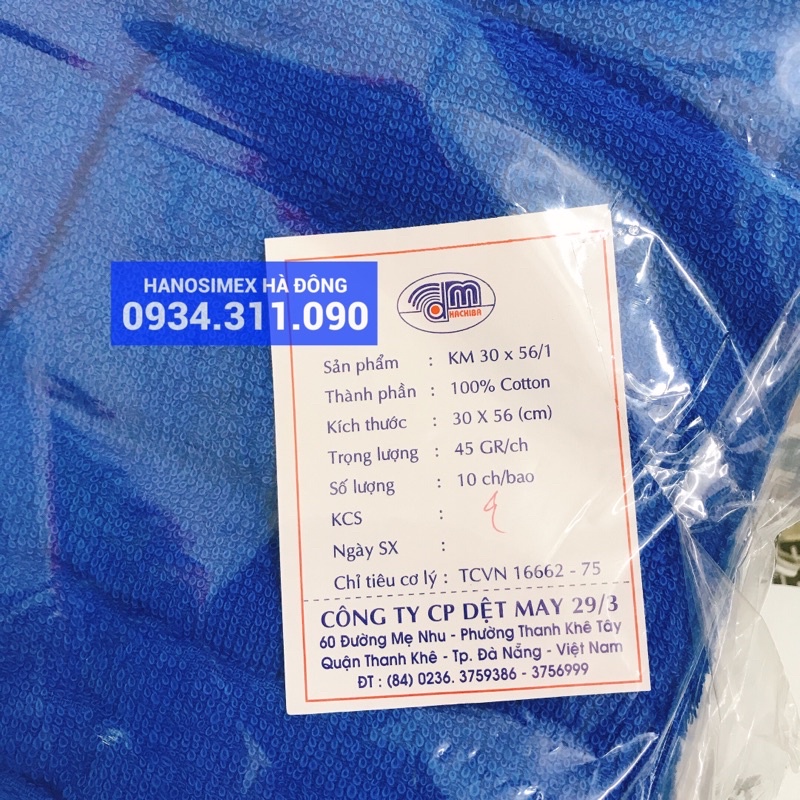 HANOSIMEX HÀ ĐÔNG
0934.311.090
dm
HACHIBA
Sản phẩm : KM 30 x 56/1
Thành phần : 100% Cotton
Kích thước : 30 X 56 (cm)
Trọng lượng : 45 GR/ch
Số lượng : 10 ch/bao
KCS :
Ngày SX :
Chỉ tiêu cơ lý : TCVN 16662 - 75
CÔNG TY CP DỆT MAY 29/3
60 Đường Mẹ Nhu - Phường Thanh Khê Tây
Quận Thanh Khê - Tp. Đà Nẵng - Việt Nam
ĐT : (84) 0236. 3759386 - 3756999